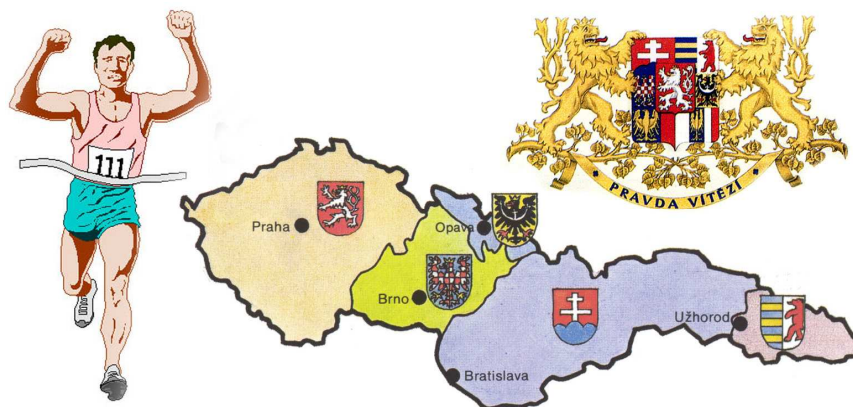 111
PRAVDA VÍTĚZÍ
Praha
Opava
Brno
Užhorod
Bratislava